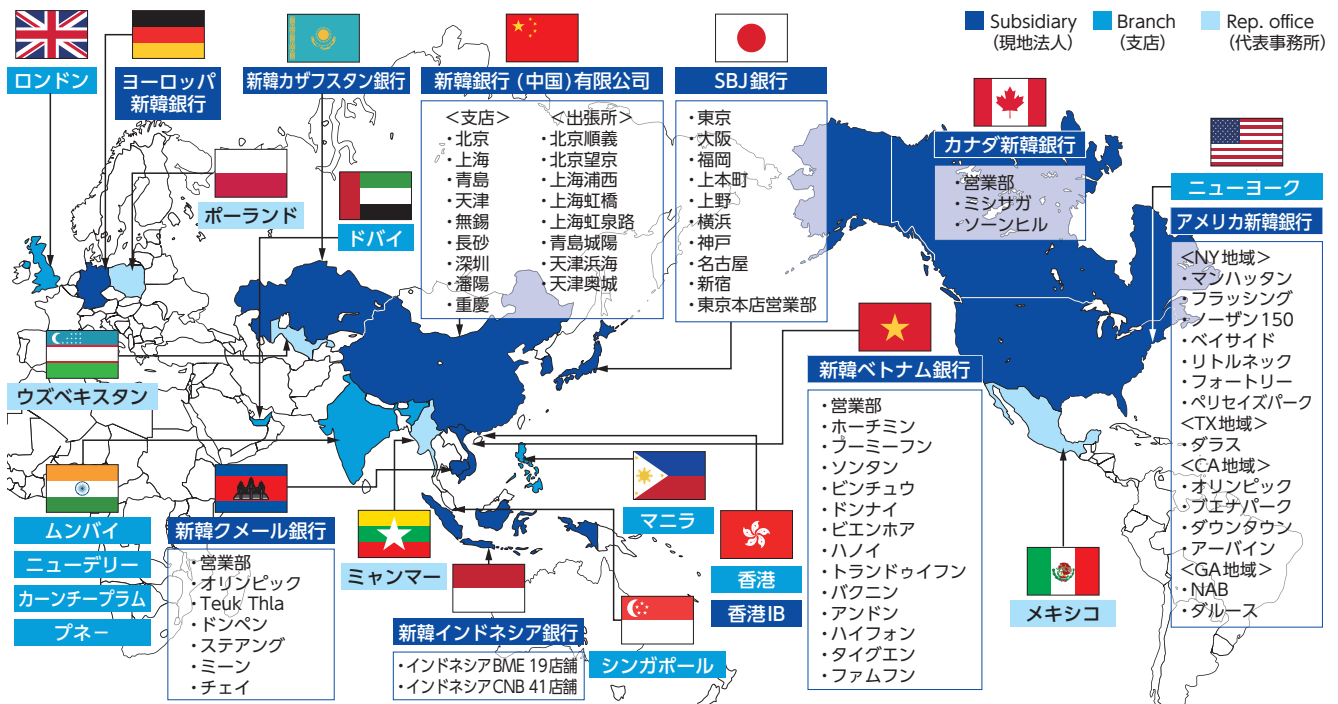 Subsidiary
(現地法人)
Branch
(支店)
Rep. office
(代表事務所)
ロンドン
ヨーロッパ
新韓銀行
新韓カザフスタン銀行
新韓銀行(中国)有限公司
<支店>
・北京
・上海
・青島
・天津
・無錫
・長砂
・深圳
・瀋陽
・重慶
<出張所>
・北京順義
・北京望京
・上海浦西
・上海虹橋
・上海虹泉路
・青島城陽
・天津浜海
・天津奥城
SBJ銀行
・東京
・大阪
・福岡
・上本町
・上野
・横浜
・神戸
・名古屋
・新宿
・東京本店営業部
カナダ新韓銀行
・営業部
・ミシサガ
・ソーンヒル
ニューヨーク
アメリカ新韓銀行
<NY地域>
・マンハッタン
・フラッシング
・ノーザン150
・ベイサイド
・リトルネック
・フォートリー
・ペリセイズパーク
<TX地域>
・ダラス
<CA地域>
・オリンピック
・ブエナパーク
・ダウンタウン
・アーバイン
<GA地域>
・NAB
・ダルース
ポーランド
ドバイ
ウズベキスタン
新韓ベトナム銀行
・営業部
・ホーチミン
・フーミーフン
・ソンタン
・ビンチュウ
・ドンナイ
・ビエンホア
・ハノイ
・トランドゥイフン
・バクニン
・アンドン
・ハイフォン
・タイグエン
・ファムフン
ムンバイ
ニューデリー
カーンチープラム
プネー
新韓クメール銀行
・営業部
・オリンピック
・Teuk Thla
・ドンペン
・ステアング
・ミーン
・チェイ
ミャンマー
新韓インドネシア銀行
・インドネシアBME 19店舗
・インドネシアCNB 41店舗
マニラ
シンガポール
香港
香港IB
メキシコ